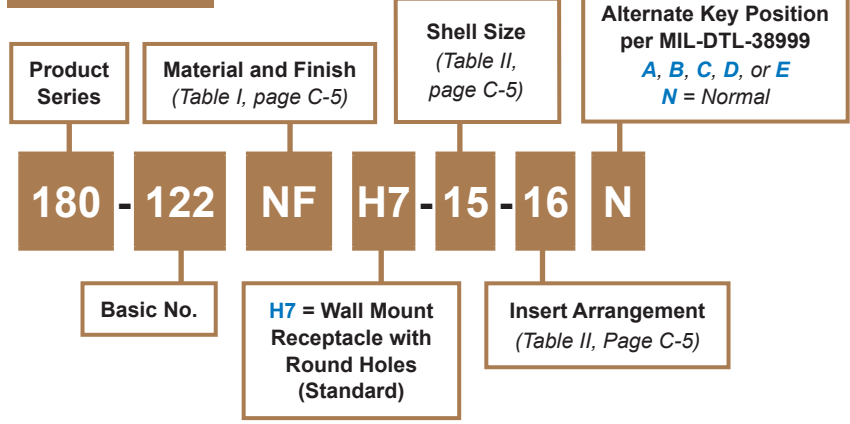 Product
Series
Material and Finish
(Table I, page C-5)
Shell Size
(Table II,
page C-5)
Alternate Key Position
per MIL-DTL-38999
A, B, C, D, or E
N = Normal
180 - 122 NF H7 - 15 - 16 N
Basic No.
H7 = Wall Mount
Receptacle with
Round Holes
(Standard)
Insert Arrangement
(Table II, Page C-5)